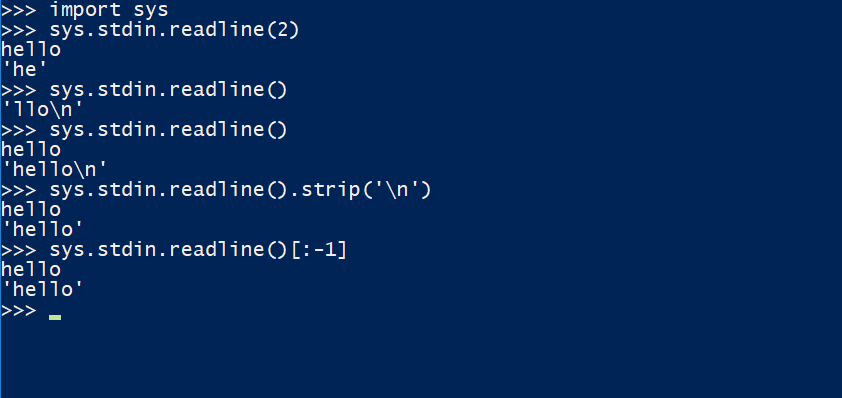 >>> import sys
>>> sys.stdin.readline(2)
hello
'he'
>>> sys.stdin.readline()
'llo\n'
>>> sys.stdin.readline()
hello
'hello\n'
>>> sys.stdin.readline().strip('\n')
hello
'hello'
>>> sys.stdin.readline()[:-1]
hello
'hello'
>>>